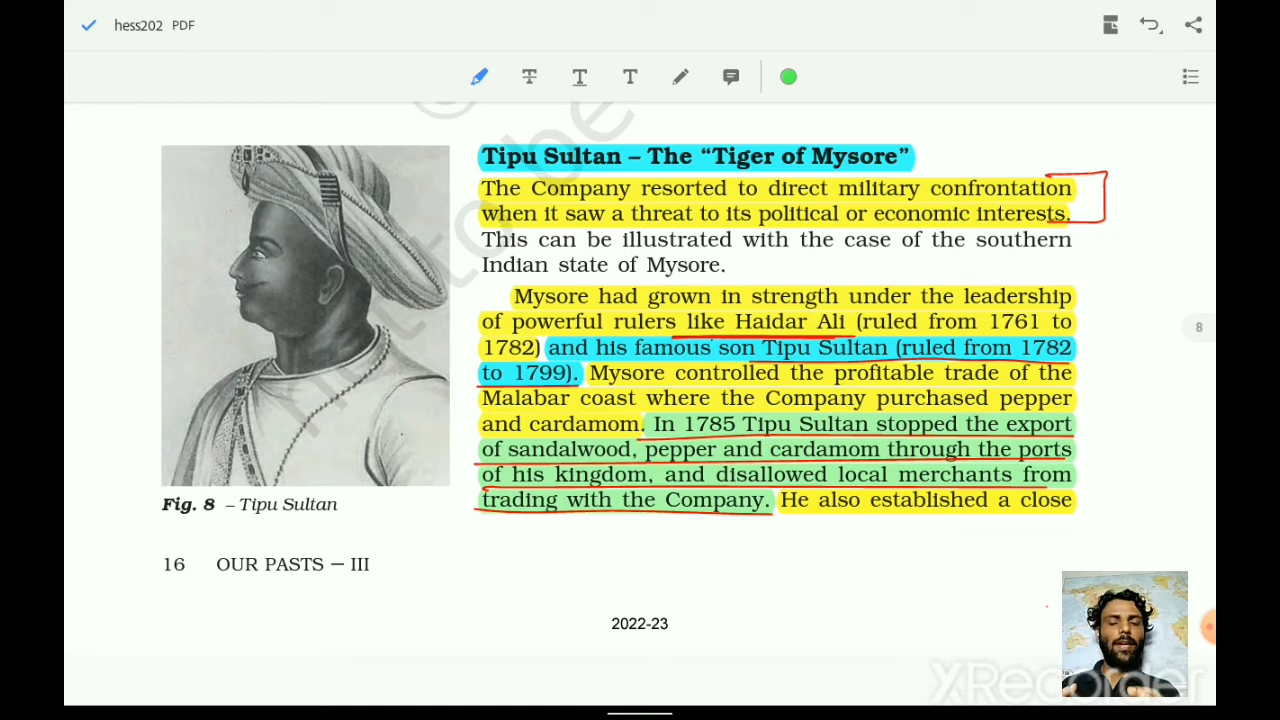 hess202 PDF
Tipu Sultan – The “Tiger of Mysore”
The Company resorted to direct military confrontation
when it saw a threat to its political or economic interests.
This can be illustrated with the case of the southern
Indian state of Mysore.
Mysore had grown in strength under the leadership
of powerful rulers like Haidar Ali (ruled from 1761 to
1782) and his famous son Tipu Sultan (ruled from 1782
to 1799). Mysore controlled the profitable trade of the
Malabar coast where the Company purchased pepper
and cardamom. In 1785 Tipu Sultan stopped the export
of sandalwood, pepper and cardamom through the ports
of his kingdom, and disallowed local merchants from
trading with the Company. He also established a close
Fig. 8 – Tipu Sultan
16 OUR PASTS – III
2022-23
8
not to be
XRecorder